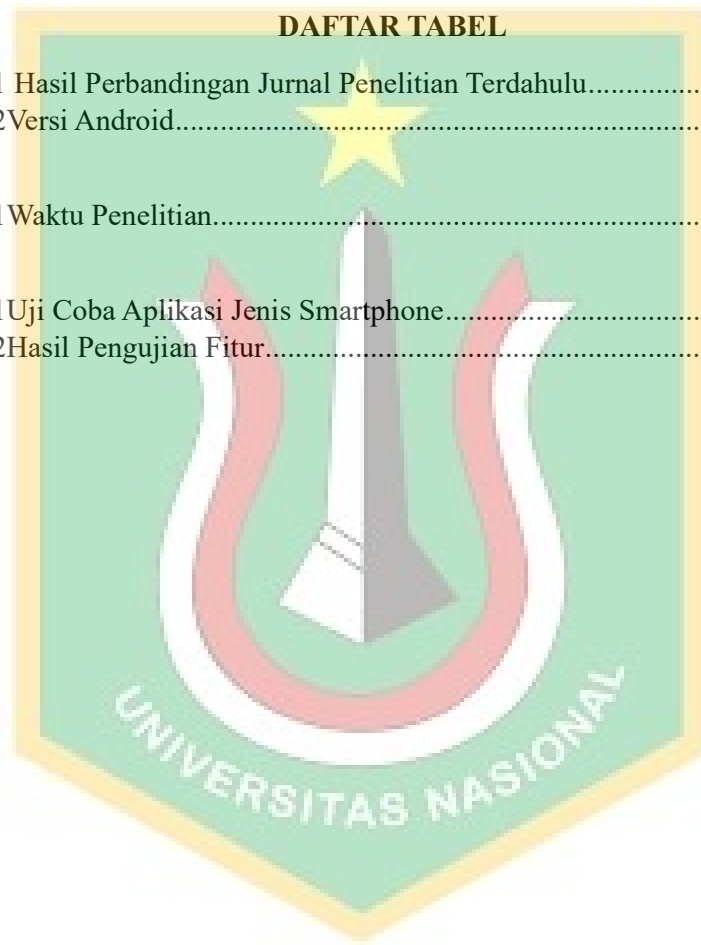 DAFTAR TABEL
1 Hasil Perbandingan Jurnal Penelitian Terdahulu..............
2Versi Android......................................................................
1Waktu Penelitian.................................................................
1Uji Coba Aplikasi Jenis Smartphone..................................
2Hasil Pengujian Fitur..........................................................
UNIVERSITAS NASIONAL